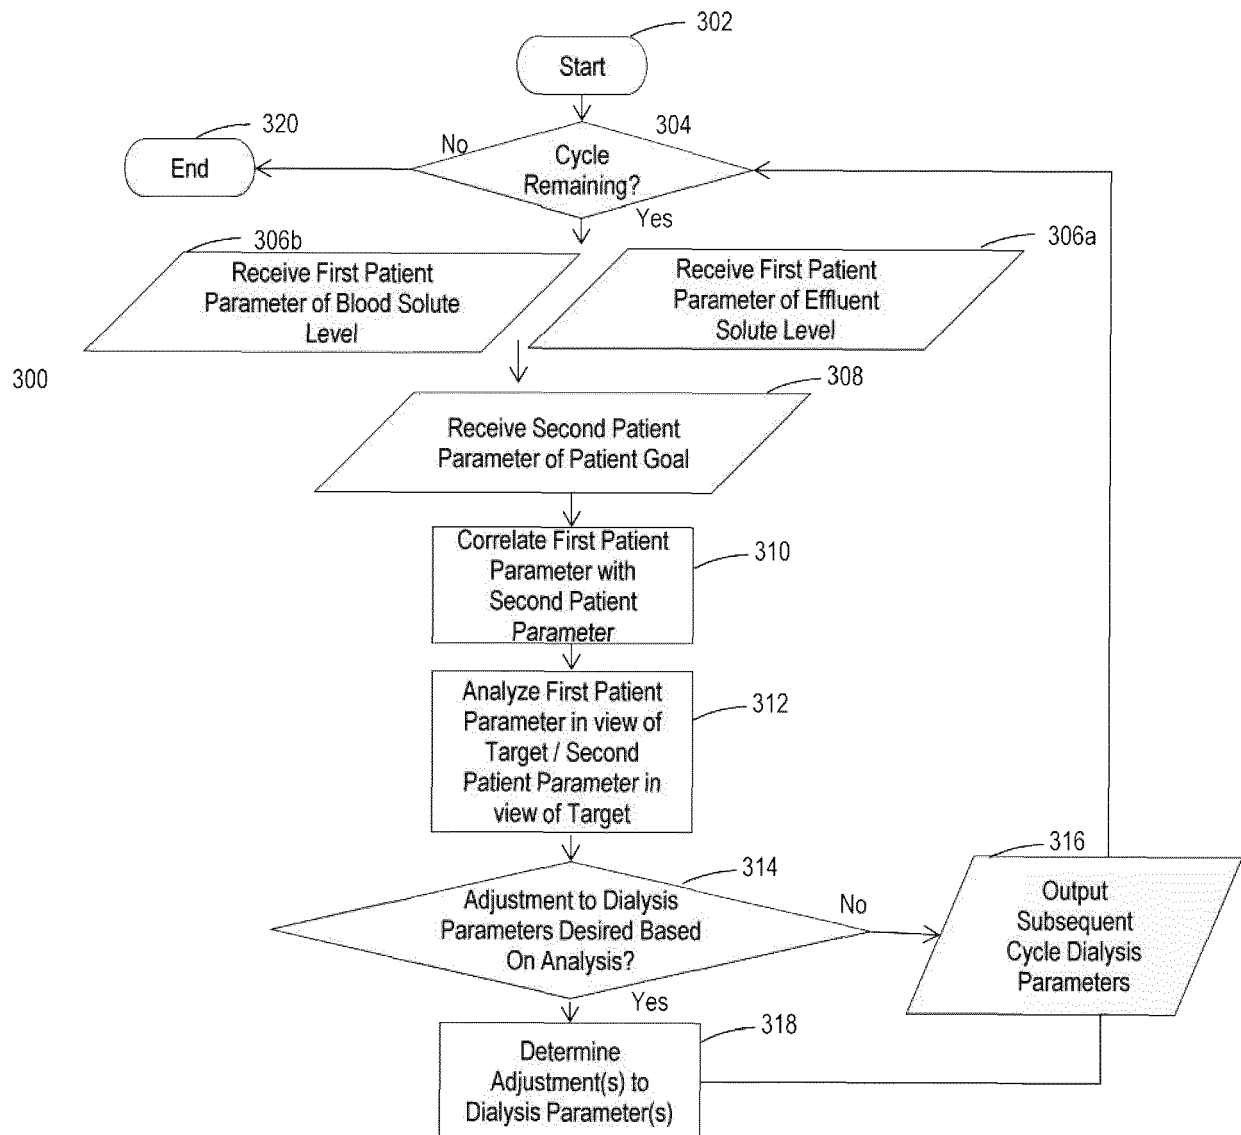 302
Start
320
End
No
304
Cycle
Remaining?
Yes
306b
Receive First Patient
Parameter of Blood Solute
Level
306a
Receive First Patient
Parameter of Effluent
Solute Level
300
308
Receive Second Patient
Parameter of Patient Goal
Correlate First Patient
Parameter with
Second Patient
Parameter
310
Analyze First Patient
Parameter in view of
Target / Second
Patient Parameter in
view of Target
312
314
Adjustment to Dialysis
Parameters Desired Based
On Analysis?
No
316
Output
Subsequent
Cycle Dialysis
Parameters
Yes
318
Determine
Adjustment(s) to
Dialysis Parameter(s)